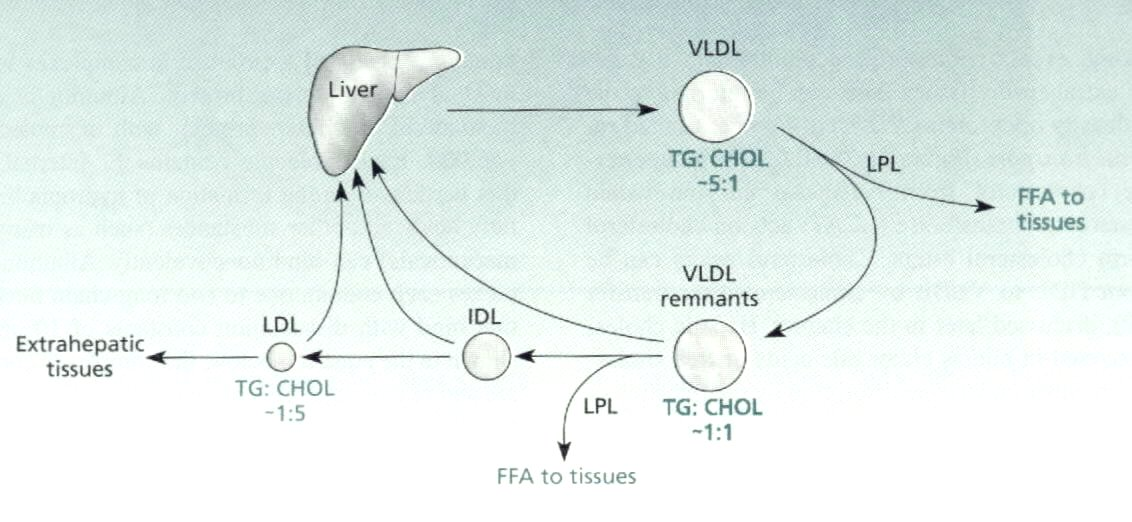 VLDL
Liver
TG: CHOL
~5:1
LPL
FFA to
tissues
VLDL
remnants
IDL
LDL
Extrahepatic
tissues
TG: CHOL
~1:5
LPL
TG: CHOL
~1:1
FFA to tissues